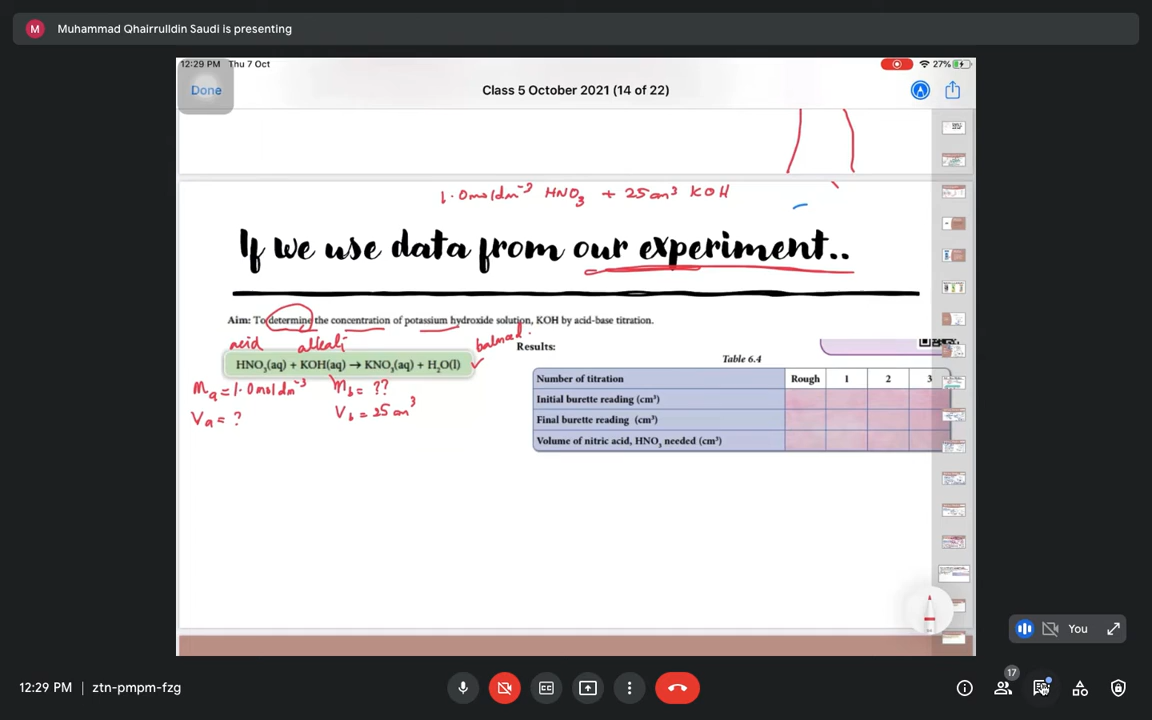 M Muhammad Qhairrulldin Saudi is presenting
12:29 PM Thu 7 Oct
27%
Done
Class 5 October 2021 (14 of 22)
1.0 mol dm⁻³ HNO₃ + 25 cm³ KOH
If we use data from our experiment..
Aim: To determine the concentration of potassium hydroxide solution, KOH by acid-base titration.
acid alkali balanced.
Results:
HNO₃(aq) + KOH(aq) → KNO₃(aq) + H₂O(l) ✓
Mₐ = 1.0 mol dm⁻³ M_b = ??
Vₐ = ? V_b = 25 cm³
Table 6.4
Number of titration Rough 1 2 3
Initial burette reading (cm³)
Final burette reading (cm³)
Volume of nitric acid, HNO₃ needed (cm³)
You
12:29 PM | ztn-pmpm-fzg
17